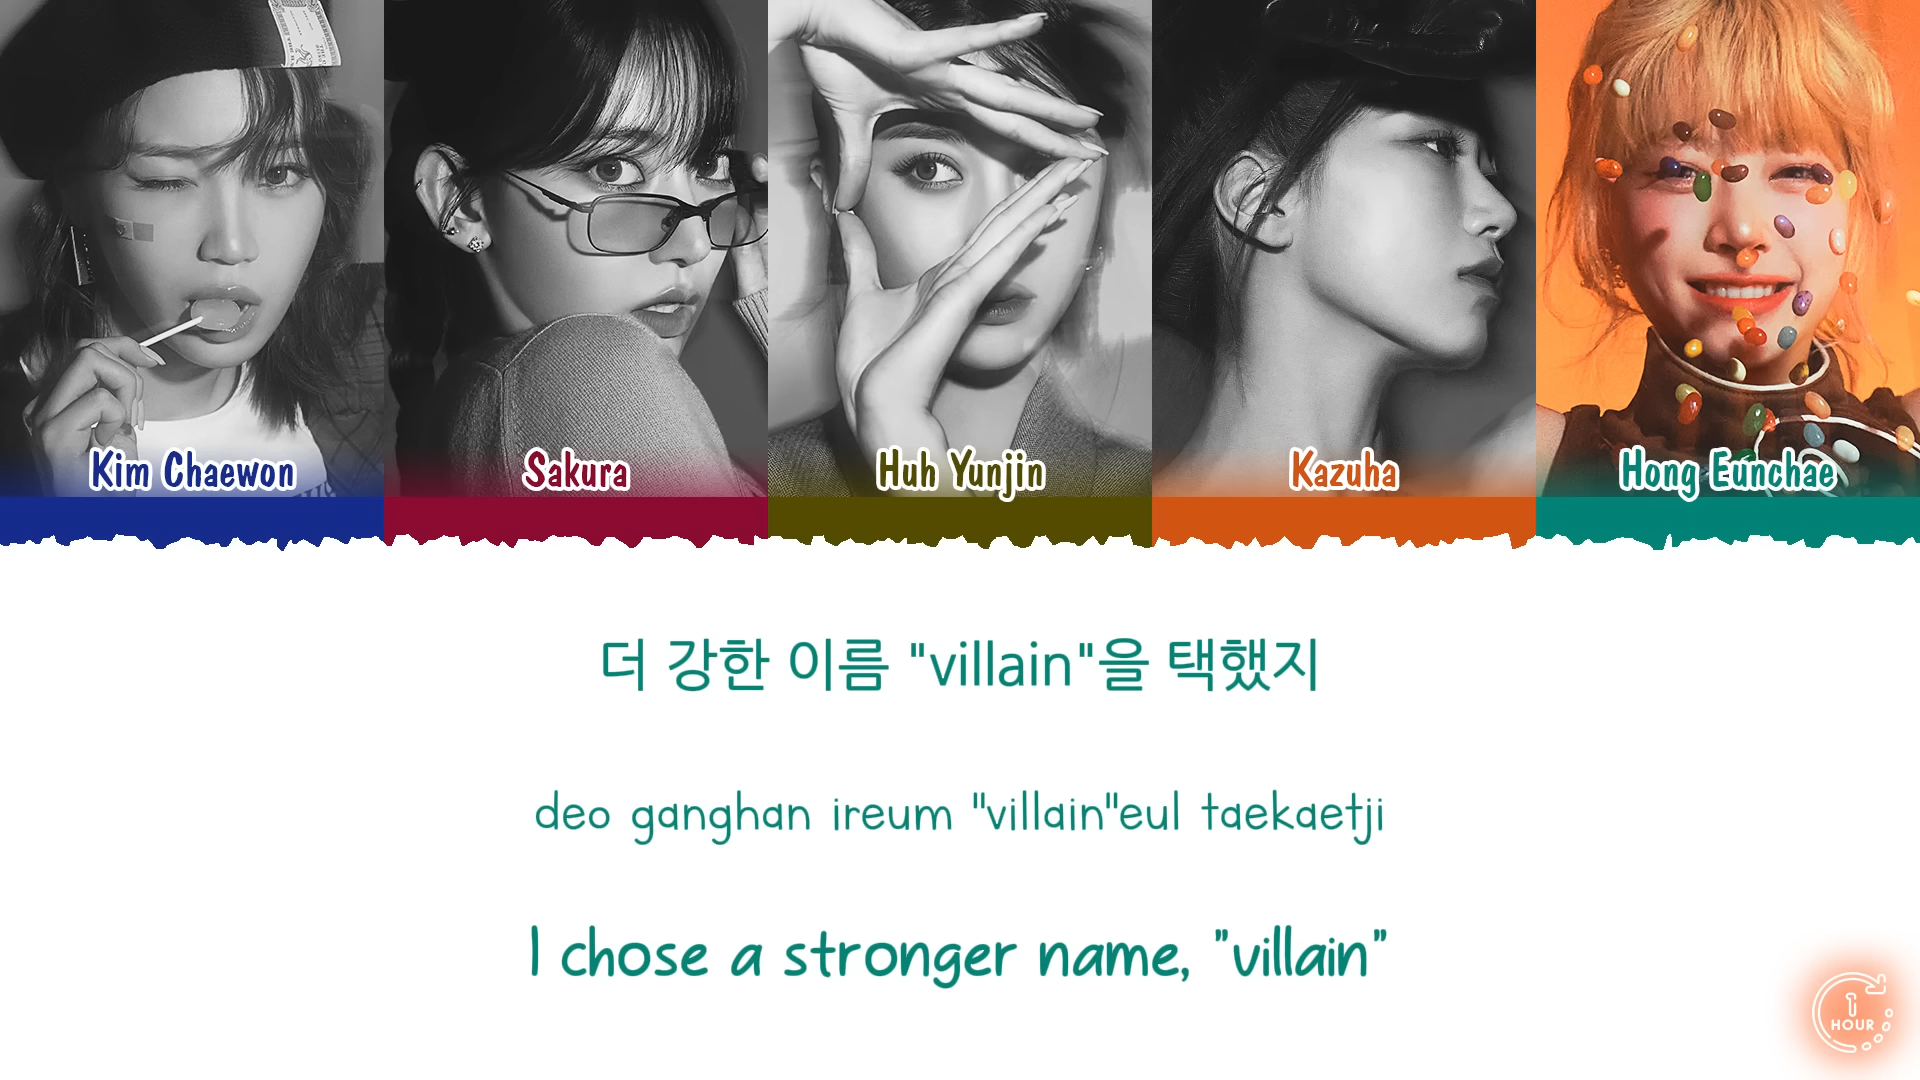 Kim Chaewon
Sakura
Huh Yunjin
Kazuha
Hong Eunchae
더 강한 이름 "villain"을 택했지
deo ganghan ireum "villain"eul taekaetji
I chose a stronger name, "villain"
1
HOUR